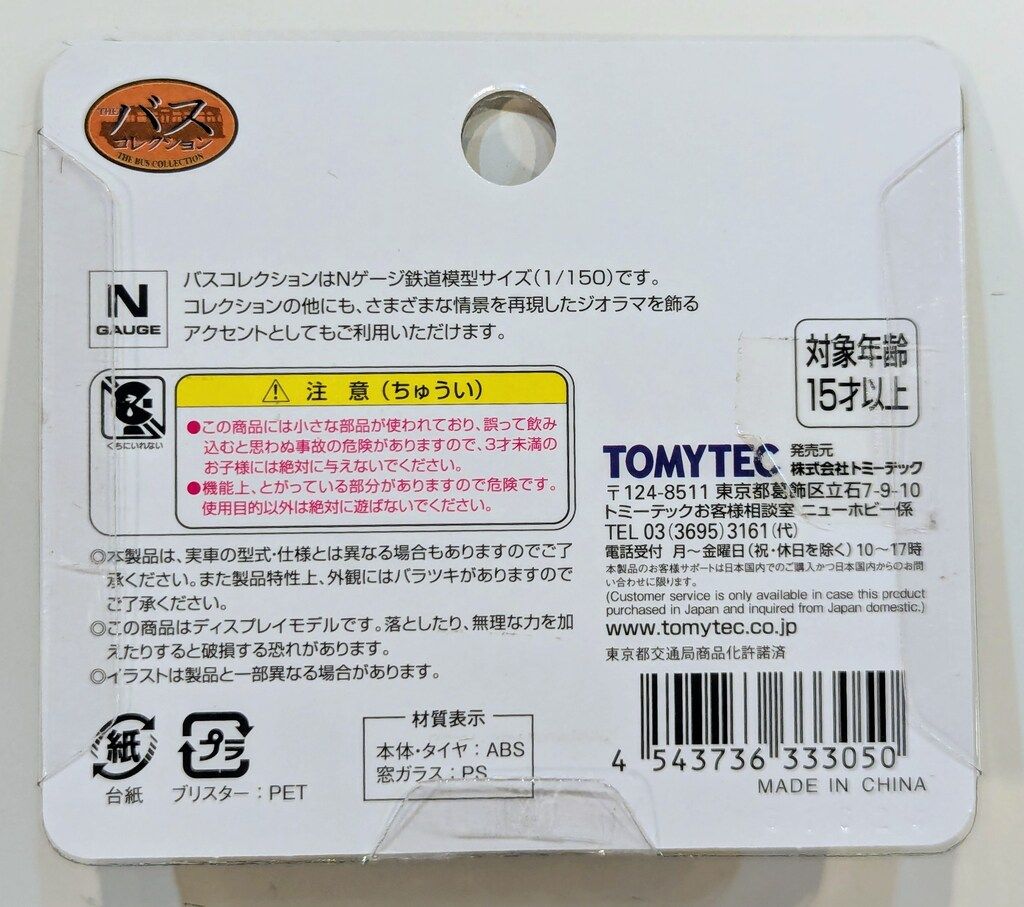 THE バス
コレクション
THE BUS COLLECTION
N
GAUGE
バスコレクションはNゲージ鉄道模型サイズ(1/150)です。
コレクションの他にも、さまざまな情景を再現したジオラマを飾る
アクセントとしてもご利用いただけます。
くちにいれない
注 意 (ちゅうい)
●この商品には小さな部品が使われており、誤って飲み
込むと思わぬ事故の危険がありますので、3才未満の
お子様には絶対に与えないでください。
●機能上、とがっている部分がありますので危険です。
使用目的以外は絶対に遊ばないでください。
◎本製品は、実車の型式・仕様とは異なる場合もありますのでご了
承ください。また製品特性上、外観にはバラツキがありますので
ご了承ください。
◎この商品はディスプレイモデルです。落としたり、無理な力を加
えたりすると破損する恐れがあります。
◎イラストは製品と一部異なる場合があります。
紙
台紙
プラ
ブリスター：PET
材質表示
本体・タイヤ：ABS
窓ガラス：PS
対象年齢
15才以上
TOMYTEC 発売元
株式会社トミーテック
〒124-8511 東京都葛飾区立石7-9-10
トミーテックお客様相談室 ニューホビー係
TEL 03(3695)3161(代)
電話受付 月～金曜日(祝・休日を除く)10～17時
本製品のお客様サポートは日本国内でのご購入かつ日本国内からのお問
い合わせに限ります。
(Customer service is only available in case this product
purchased in Japan and inquired from Japan domestic.)
www.tomytec.co.jp
東京都交通局商品化許諾済
4 543736 333050
MADE IN CHINA